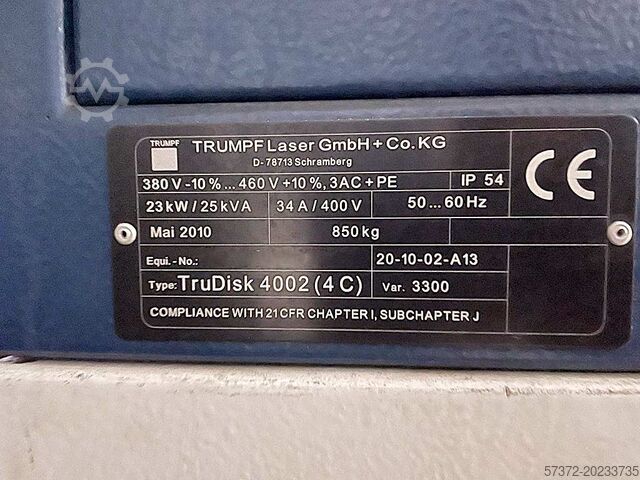 TRUMPF
TRUMPF Laser GmbH + Co. KG
D- 78713 Schramberg
380 V -10 % ... 460 V +10 %, 3AC + PE IP 54
23 kW / 25 kVA 34 A / 400 V 50 ... 60 Hz
Mai 2010 850 kg
Equi.- No.: 20-10-02-A13
Type: TruDisk 4002 (4 C) Var. 3300
COMPLIANCE WITH 21 CFR CHAPTER I, SUBCHAPTER J
CE
57372-20233735